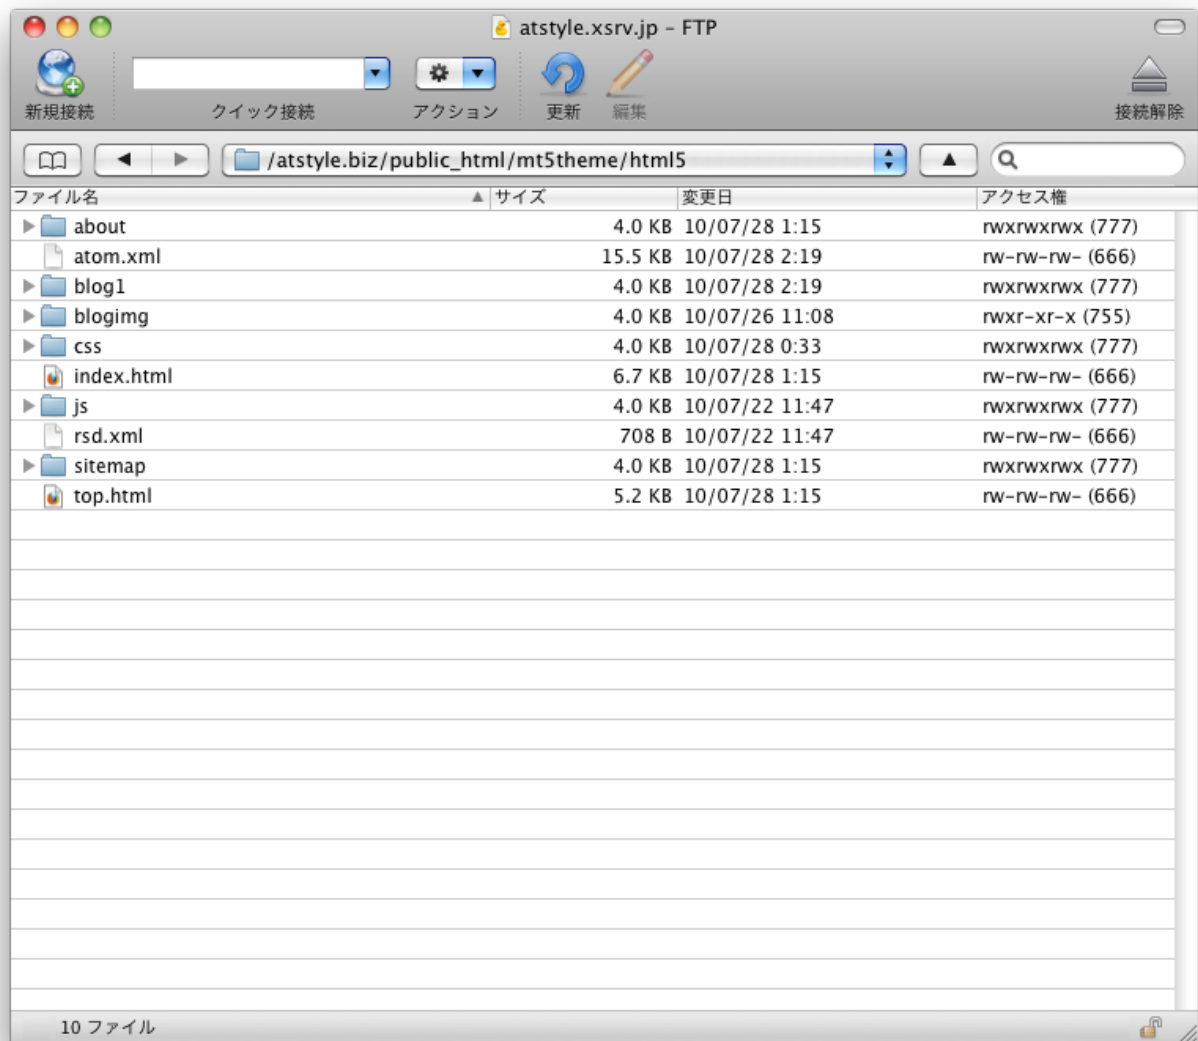 atstyle.xsrv.jp – FTP
新規接続 クイック接続 アクション 更新 編集 接続解除
/atstyle.biz/public_html/mt5theme/html5
ファイル名 サイズ 変更日 アクセス権
about 4.0 KB 10/07/28 1:15 rwxrwxrwx (777)
atom.xml 15.5 KB 10/07/28 2:19 rw-rw-rw- (666)
blog1 4.0 KB 10/07/28 2:19 rwxrwxrwx (777)
blogimg 4.0 KB 10/07/26 11:08 rwxr-xr-x (755)
css 4.0 KB 10/07/28 0:33 rwxrwxrwx (777)
index.html 6.7 KB 10/07/28 1:15 rw-rw-rw- (666)
js 4.0 KB 10/07/22 11:47 rwxrwxrwx (777)
rsd.xml 708 B 10/07/22 11:47 rw-rw-rw- (666)
sitemap 4.0 KB 10/07/28 1:15 rwxrwxrwx (777)
top.html 5.2 KB 10/07/28 1:15 rw-rw-rw- (666)
10 ファイル